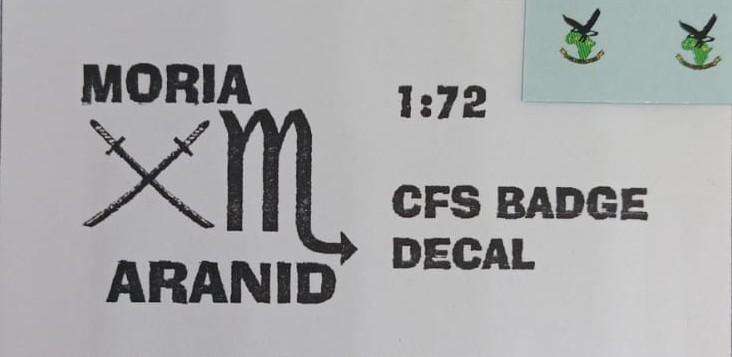 MORIA
ARANID
1:72
CFS BADGE
DECAL